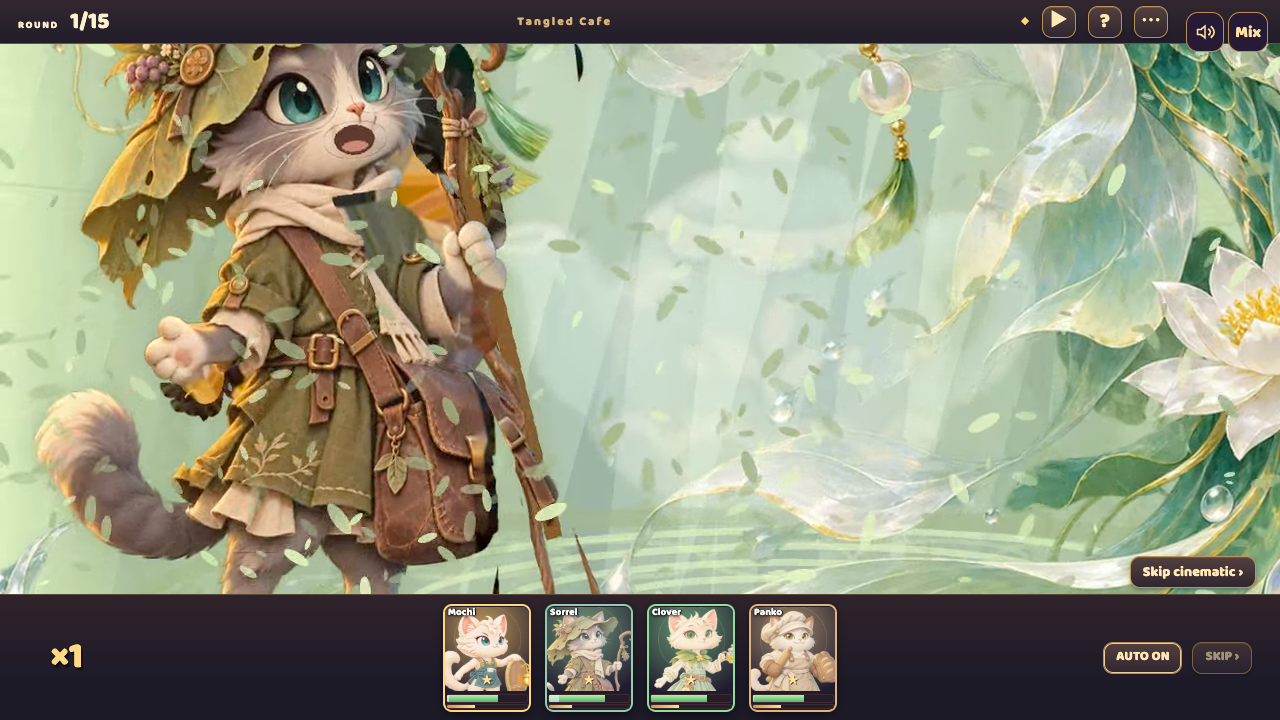 ROUND 1/15
Tangled Cafe
?
Mix
Skip cinematic ›
×1
Mochi
Sorrel
Clover
Panko
AUTO ON
SKIP ›